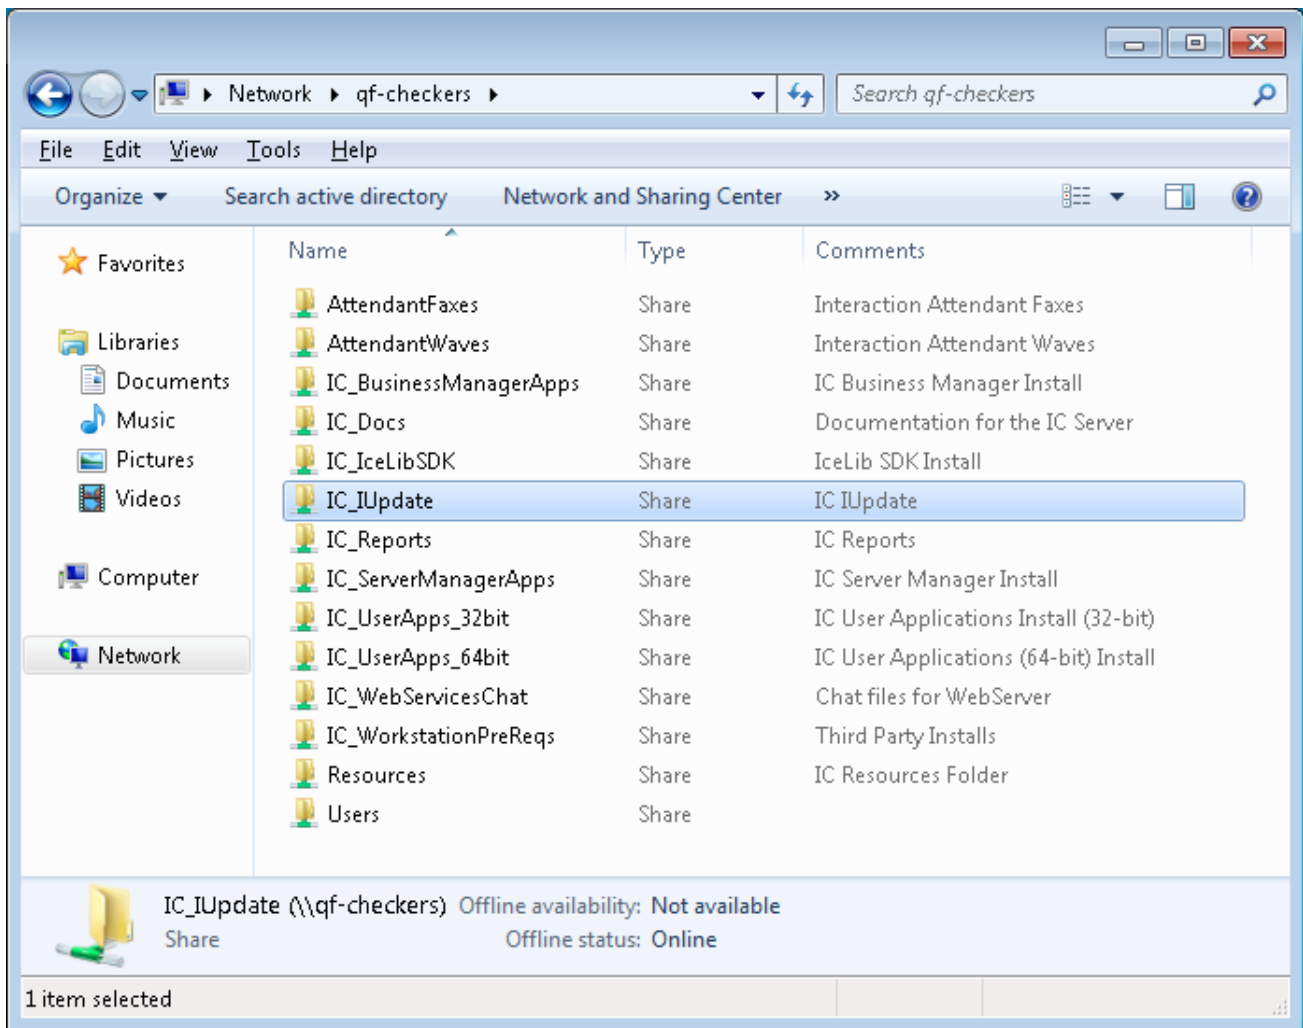 Network qf-checkers Search qf-checkers
File Edit View Tools Help
Organize Search active directory Network and Sharing Center »
Favorites
Libraries
Documents
Music
Pictures
Videos
Computer
Network
Name Type Comments
AttendantFaxes Share Interaction Attendant Faxes
AttendantWaves Share Interaction Attendant Waves
IC_BusinessManagerApps Share IC Business Manager Install
IC_Docs Share Documentation for the IC Server
IC_IceLibSDK Share IceLib SDK Install
IC_IUpdate Share IC IUpdate
IC_Reports Share IC Reports
IC_ServerManagerApps Share IC Server Manager Install
IC_UserApps_32bit Share IC User Applications Install (32-bit)
IC_UserApps_64bit Share IC User Applications (64-bit) Install
IC_WebServicesChat Share Chat files for WebServer
IC_WorkstationPreReqs Share Third Party Installs
Resources Share IC Resources Folder
Users Share
IC_IUpdate (\\qf-checkers) Offline availability: Not available
Share Offline status: Online
1 item selected